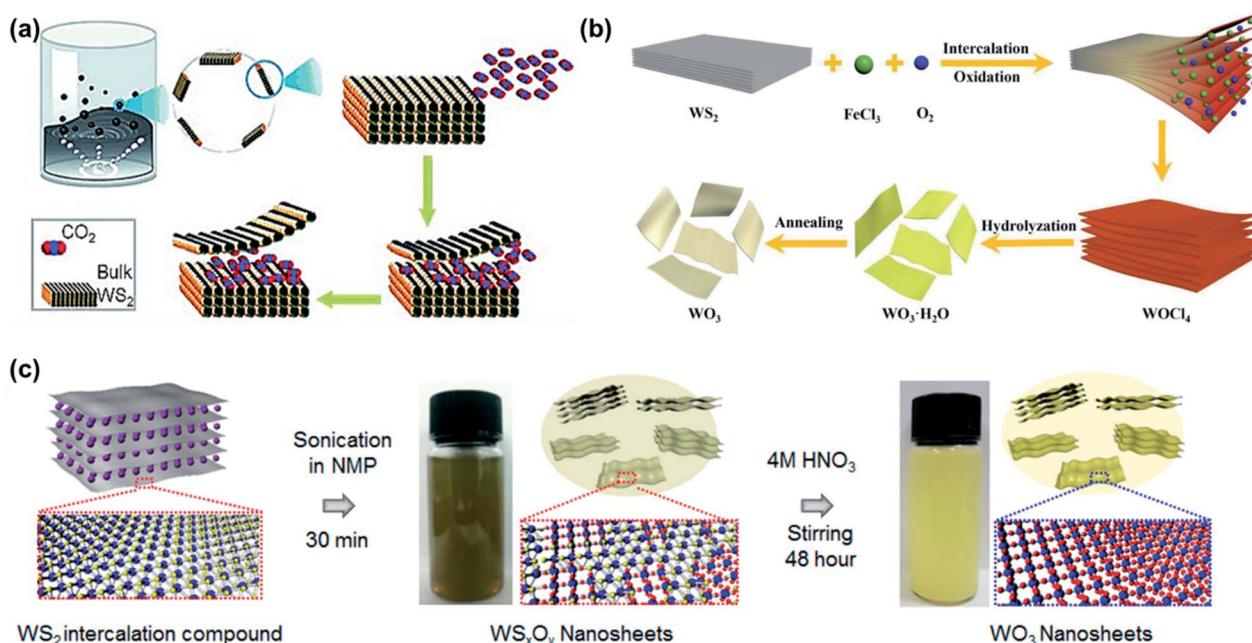 (a)
CO2
Bulk
WS2
(b)
WS2
FeCl3
O2
Intercalation
Oxidation
WOCl4
Hydrolyzation
WO3·H2O
Annealing
WO3
(c)
WS2 intercalation compound
Sonication
in NMP
30 min
WSxOy Nanosheets
4M HNO3
Stirring
48 hour
WO3 Nanosheets